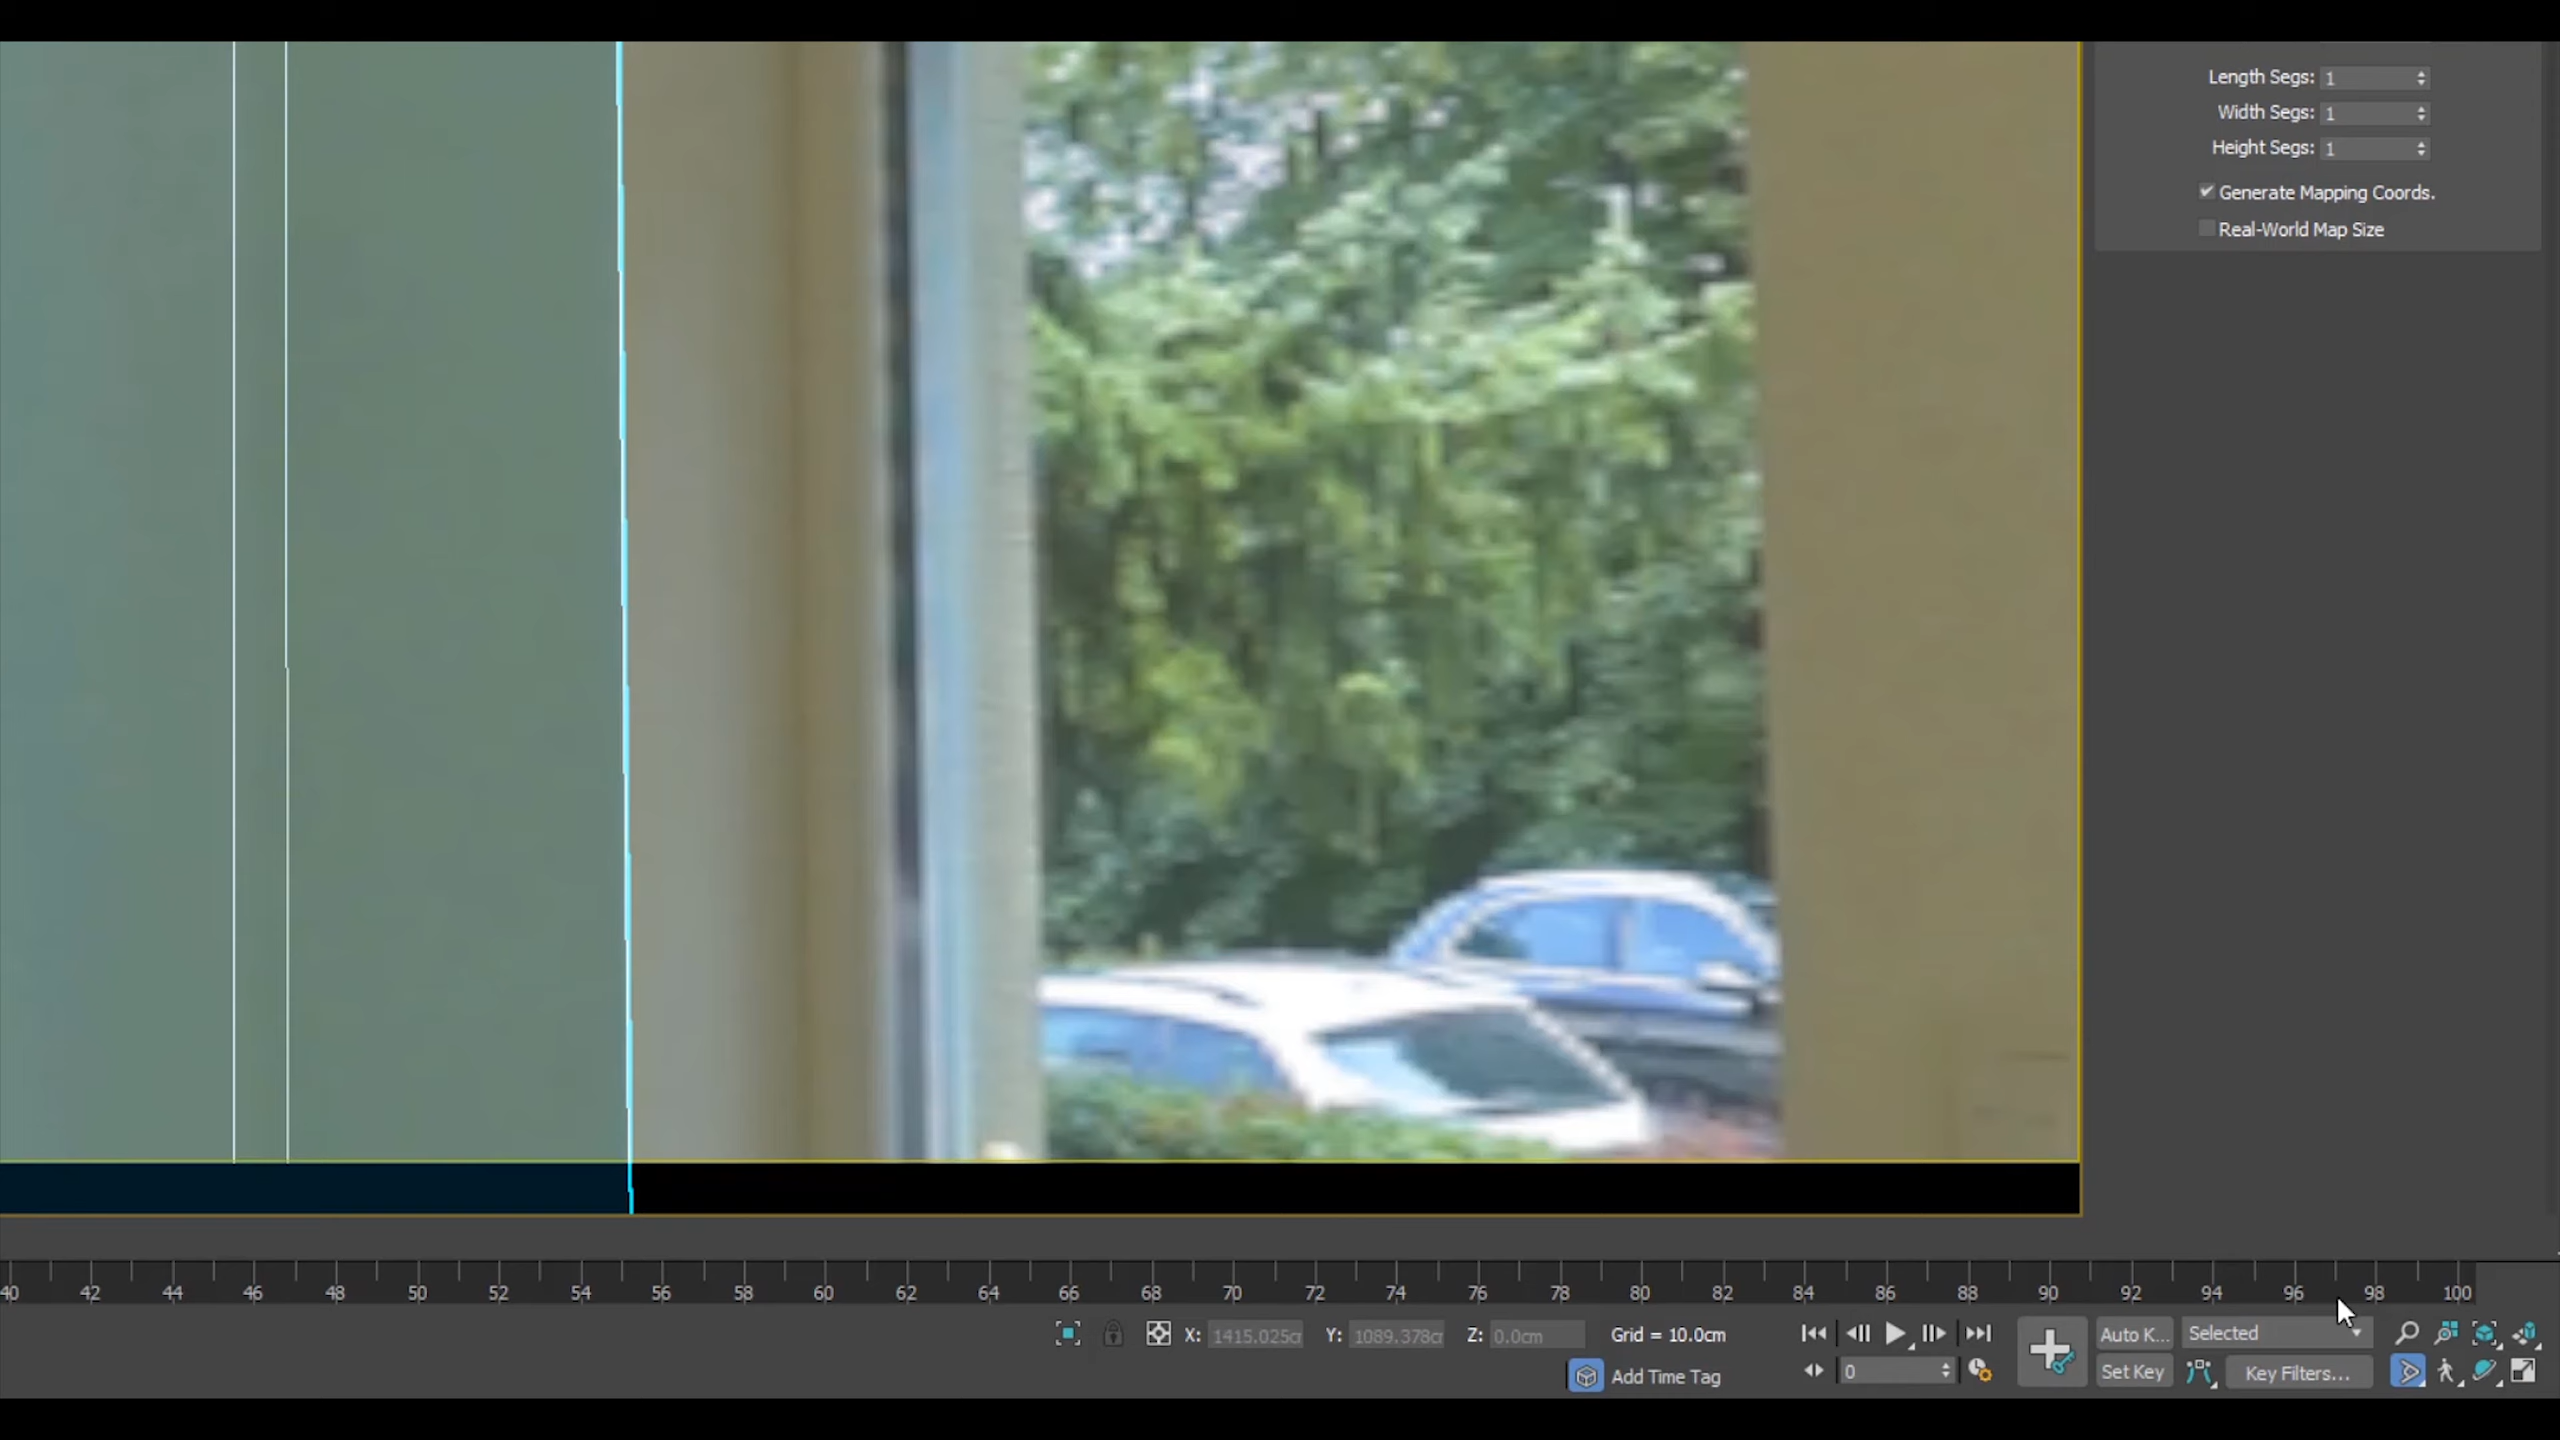 Length Segs: 1
Width Segs: 1
Height Segs: 1
Generate Mapping Coords.
Real-World Map Size
40 42 44 46 48 50 52 54 56 58 60 62 64 66 68 70 72 74 76 78 80 82 84 86 88 90 92 94 96 98 100
X: 1415.025cr Y: 1089.378cr Z: 0.0cm Grid = 10.0cm Auto K... Selected
Add Time Tag 0 Set Key Key Filters...